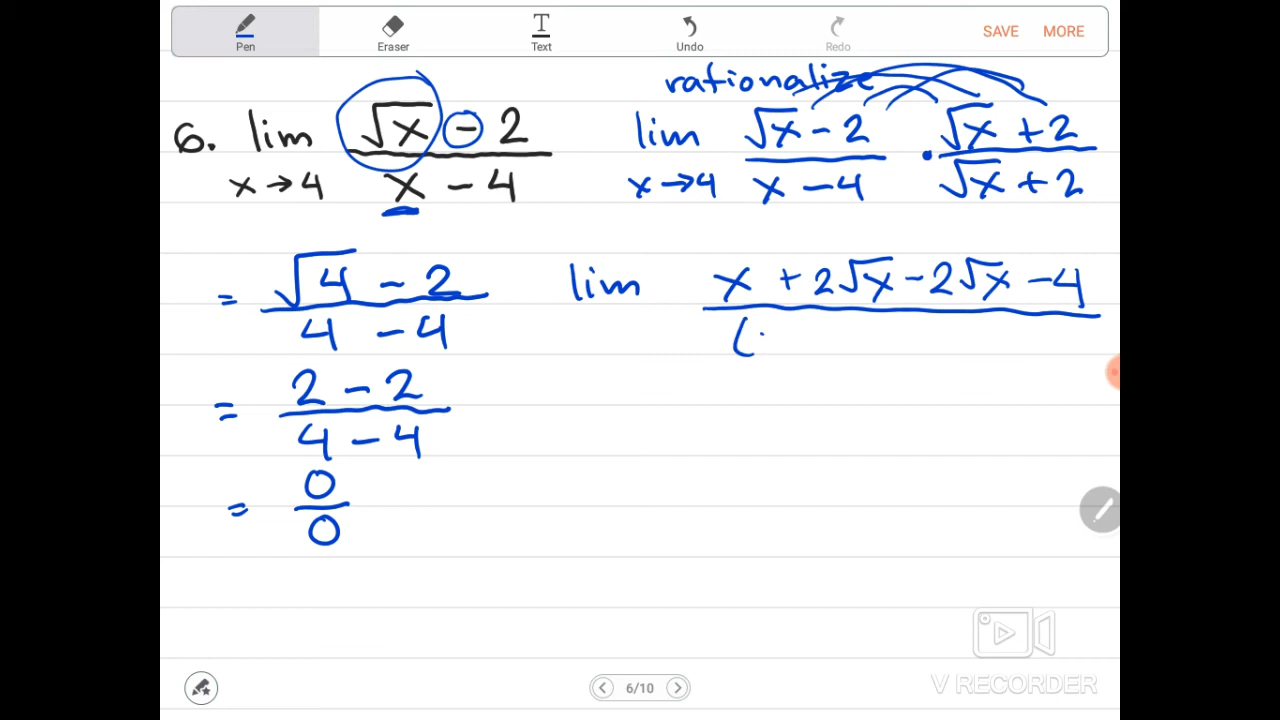 Pen Eraser Text Undo Redo SAVE MORE
rationalize
6. lim x→4 (√x - 2)/(x - 4)
lim x→4 (√x - 2)/(x - 4) · (√x + 2)/(√x + 2)
= (√4 - 2)/(4 - 4)
lim (x + 2√x - 2√x - 4)/(
= (2 - 2)/(4 - 4)
= 0/0
6/10
V RECORDER